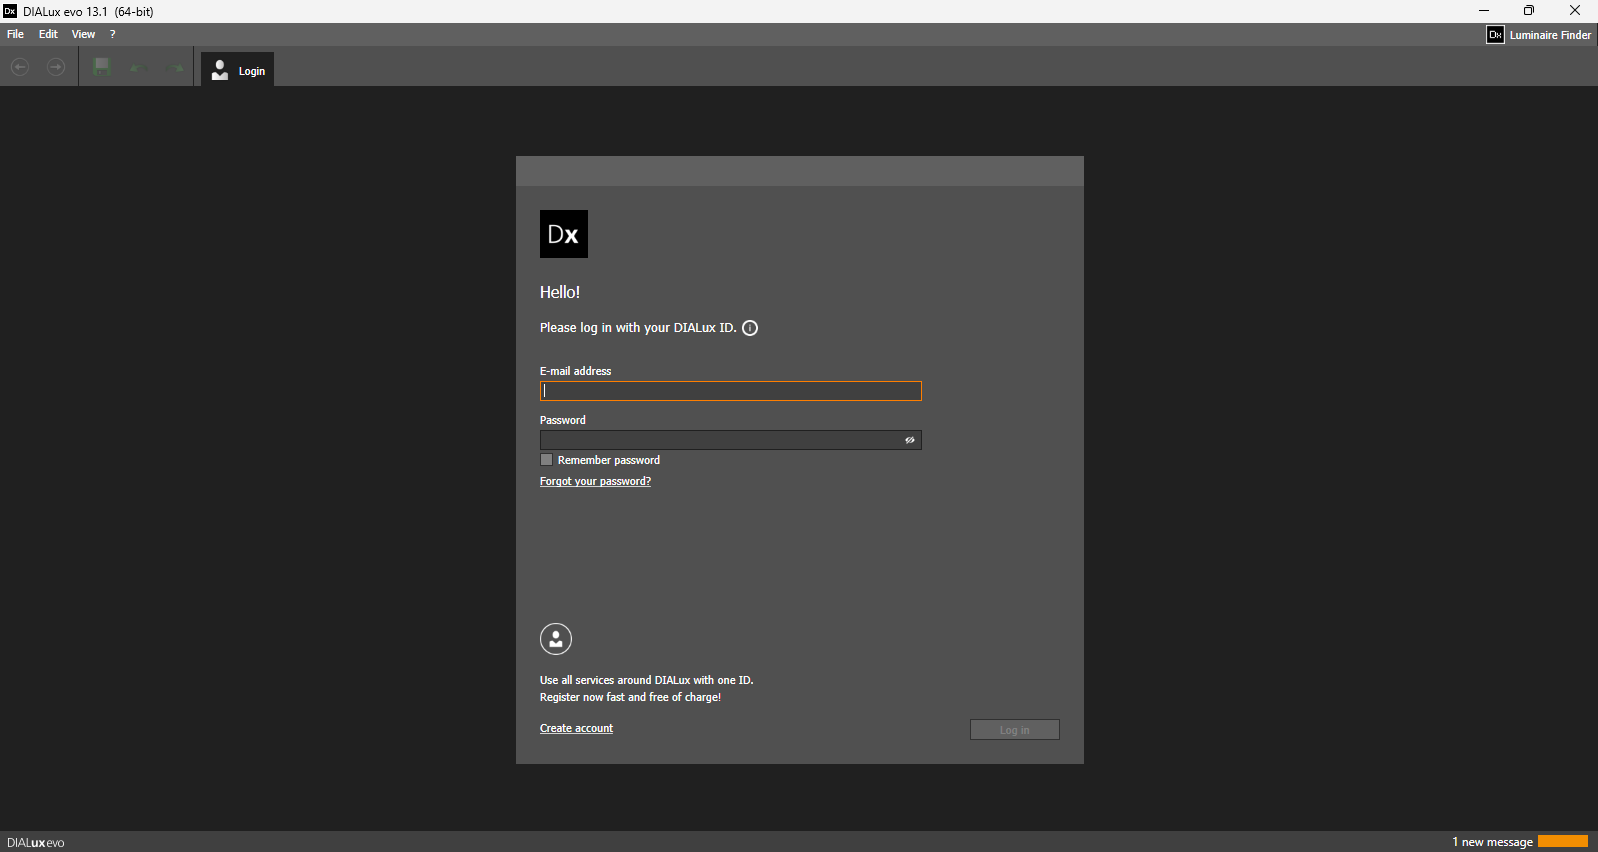 Dx DIALux evo 13.1 (64-bit)
File Edit View ?
Dx Luminaire Finder
Login
Dx
Hello!
Please log in with your DIALux ID. i
E-mail address
Password
Remember password
Forgot your password?
Use all services around DIALux with one ID.
Register now fast and free of charge!
Create account
Log in
DIALux evo
1 new message